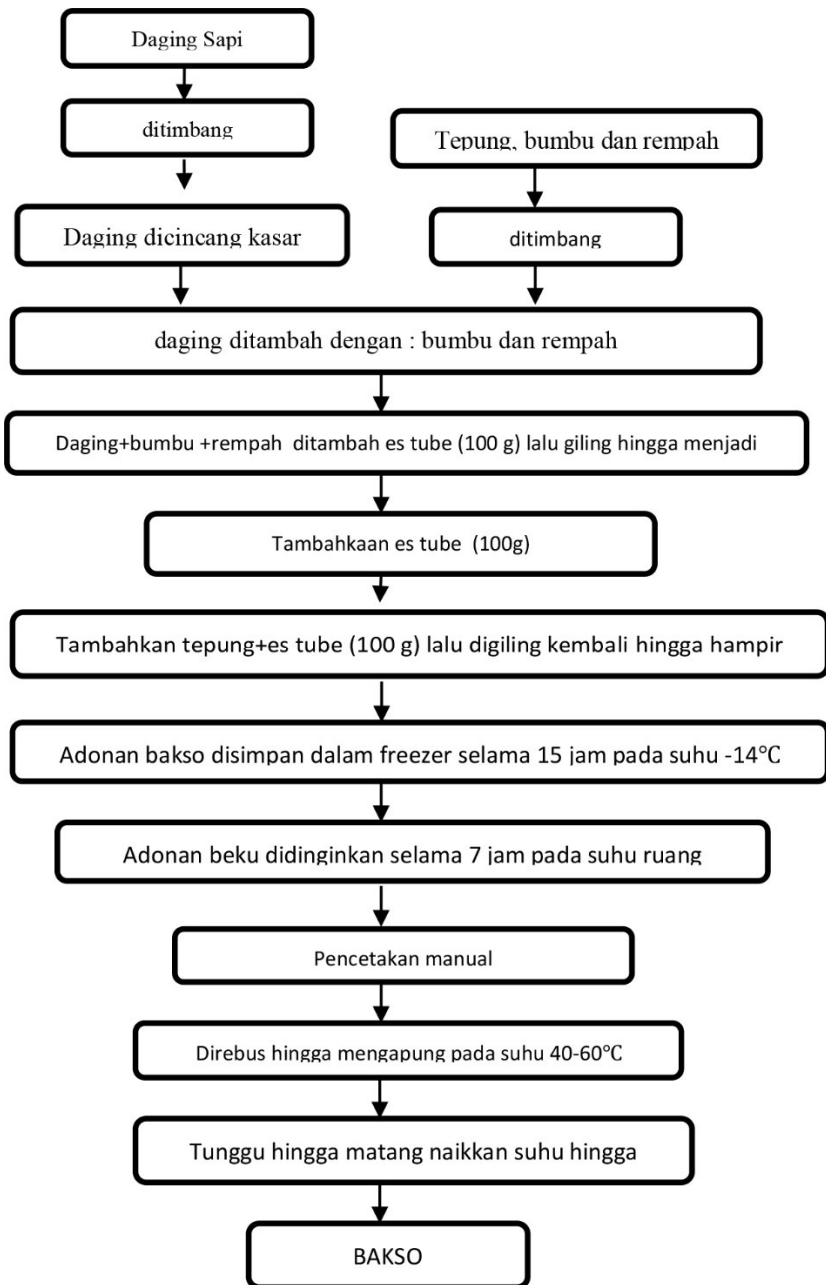 Daging Sapi
ditimbang
Tepung, bumbu dan rempah
Daging dicincang kasar
ditimbang
daging ditambah dengan : bumbu dan rempah
Daging+bumbu +rempah ditambah es tube (100 g) lalu giling hingga menjadi
Tambahkaan es tube (100g)
Tambahkan tepung+es tube (100 g) lalu digiling kembali hingga hampir
Adonan bakso disimpan dalam freezer selama 15 jam pada suhu -14℃
Adonan beku didinginkan selama 7 jam pada suhu ruang
Pencetakan manual
Direbus hingga mengapung pada suhu 40-60℃
Tunggu hingga matang naikkan suhu hingga
BAKSO